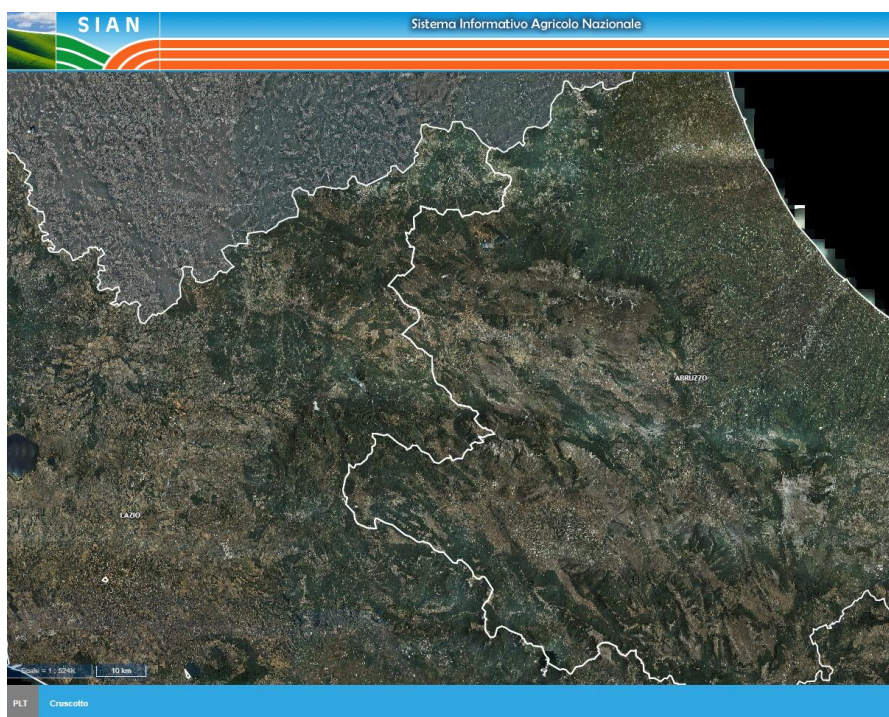 SIAN
Sistema Informativo Agricolo Nazionale
ABRUZZO
LAZIO
Scale = 1 : 524K
10 km
PLT
Cruscotto